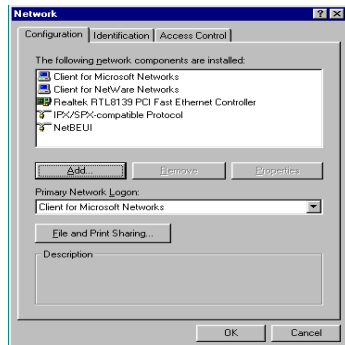 Network
Configuration Identification Access Control
The following network components are installed:
Client for Microsoft Networks
Client for NetWare Networks
Realtek RTL8139 PCI Fast Ethernet Controller
IPX/SPX-compatible Protocol
NetBEUI
Add... Remove Properties
Primary Network Logon:
Client for Microsoft Networks
File and Print Sharing...
Description
OK Cancel